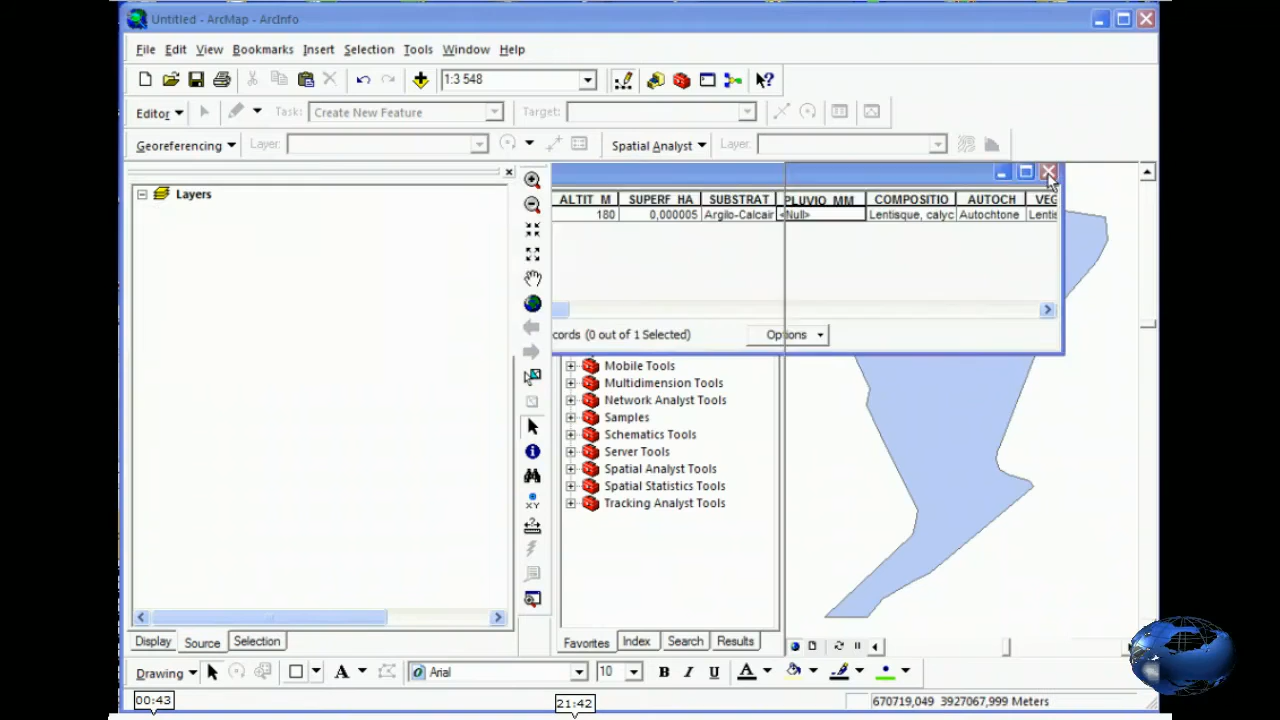 Untitled - ArcMap - ArcInfo
File Edit View Bookmarks Insert Selection Tools Window Help
1:3 548
Editor Task: Create New Feature Target:
Georeferencing Layer: Spatial Analyst Layer:
Layers
ALTIT_M SUPERF_HA SUBSTRAT PLUVIO_MM COMPOSITIO AUTOCH VEG
180 0,000005 Argilo-Calcair <Null> Lentisque, calyc Autochtone Lentis
cords (0 out of 1 Selected) Options
Mobile Tools
Multidimension Tools
Network Analyst Tools
Samples
Schematics Tools
Server Tools
Spatial Analyst Tools
Spatial Statistics Tools
Tracking Analyst Tools
XY
Display Source Selection
Favorites Index Search Results
Drawing A Arial 10 B I U A
00:43
21:42
670719,049 3927067,999 Meters